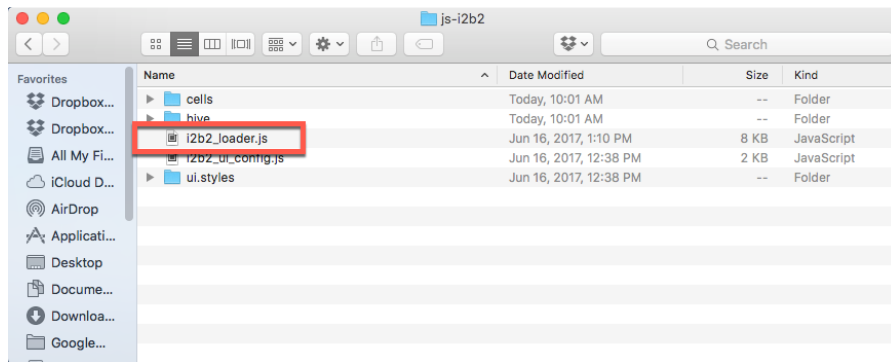 js-i2b2
Search
Favorites
Name Date Modified Size Kind
Dropbox...
cells Today, 10:01 AM -- Folder
Dropbox...
hive Today, 10:01 AM -- Folder
i2b2_loader.js Jun 16, 2017, 1:10 PM 8 KB JavaScript
All My Fi...
i2b2_ui_config.js Jun 16, 2017, 12:38 PM 2 KB JavaScript
iCloud D...
ui.styles Jun 16, 2017, 12:38 PM -- Folder
AirDrop
Applicati...
Desktop
Docume...
Downloa...
Google...